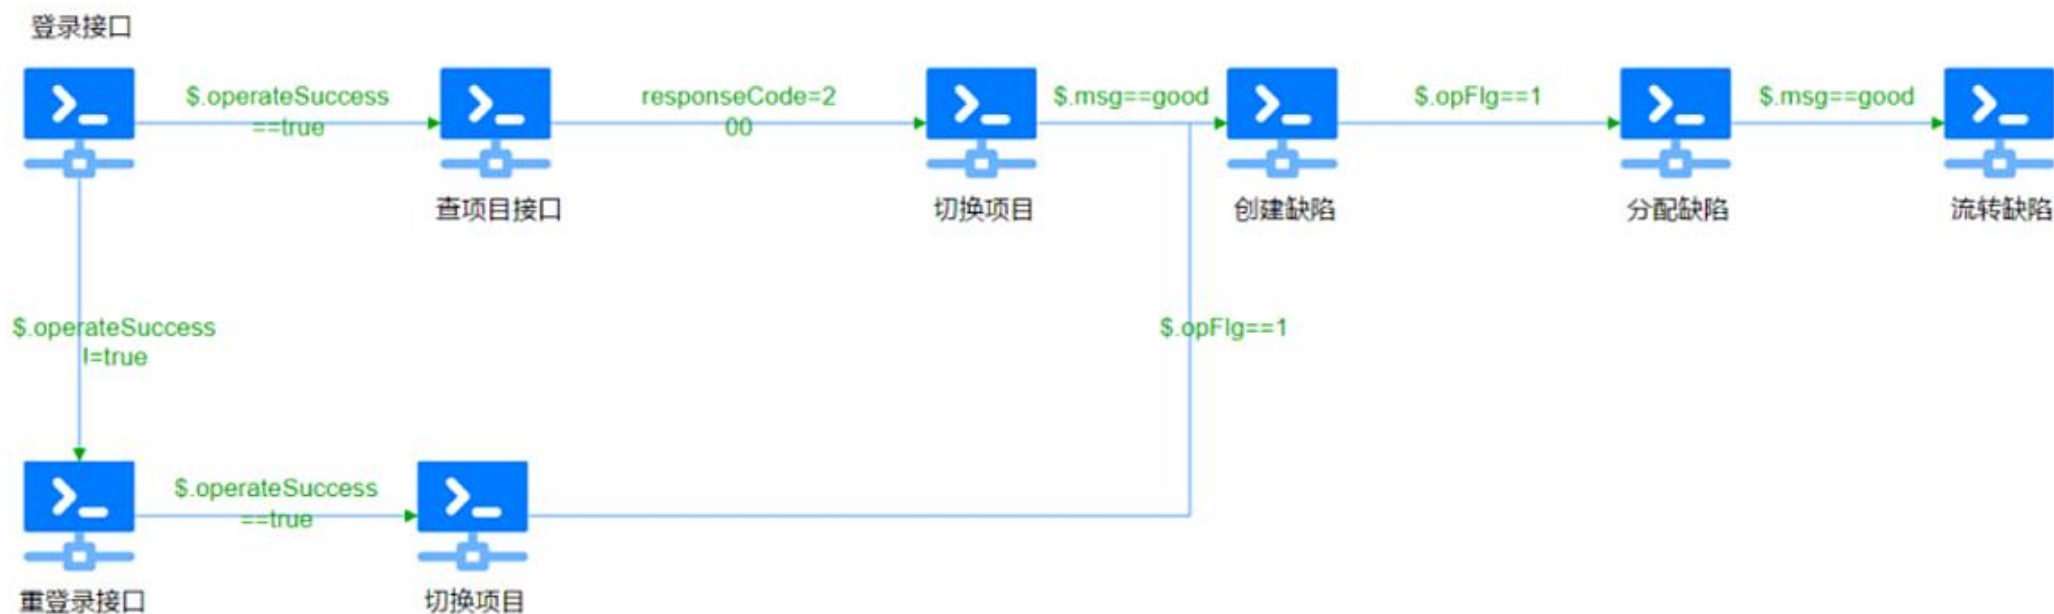 登录接口
$.operateSuccess
==true
responseCode=2
00
$.msg==good
$.opFlg==1
$.msg==good
查项目接口
切换项目
创建缺陷
分配缺陷
流转缺陷
$.operateSuccess
!=true
$.opFlg==1
$.operateSuccess
==true
重登录接口
切换项目